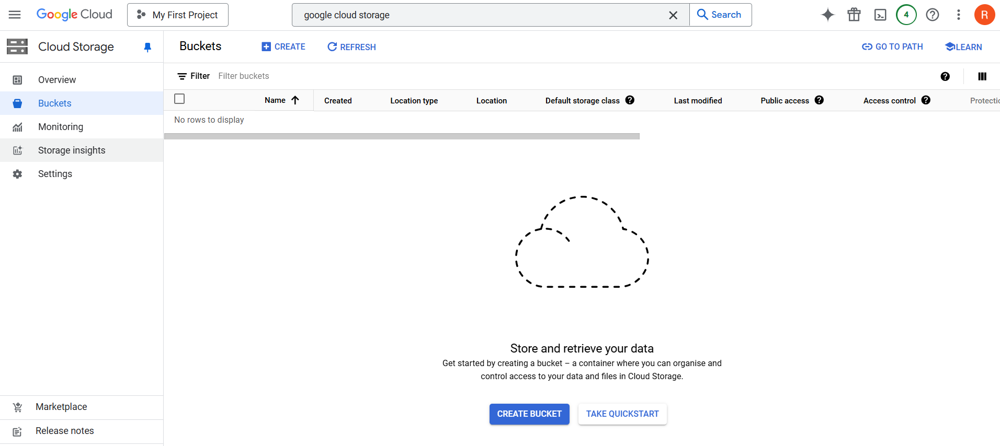 Google Cloud
My First Project
google cloud storage
Search
4
R
Cloud Storage
Buckets
CREATE
REFRESH
GO TO PATH
LEARN
Overview
Buckets
Monitoring
Storage insights
Settings
Marketplace
Release notes
Filter Filter buckets
Name Created Location type Location Default storage class Last modified Public access Access control Protectio
No rows to display
Store and retrieve your data
Get started by creating a bucket – a container where you can organise and
control access to your data and files in Cloud Storage.
CREATE BUCKET TAKE QUICKSTART